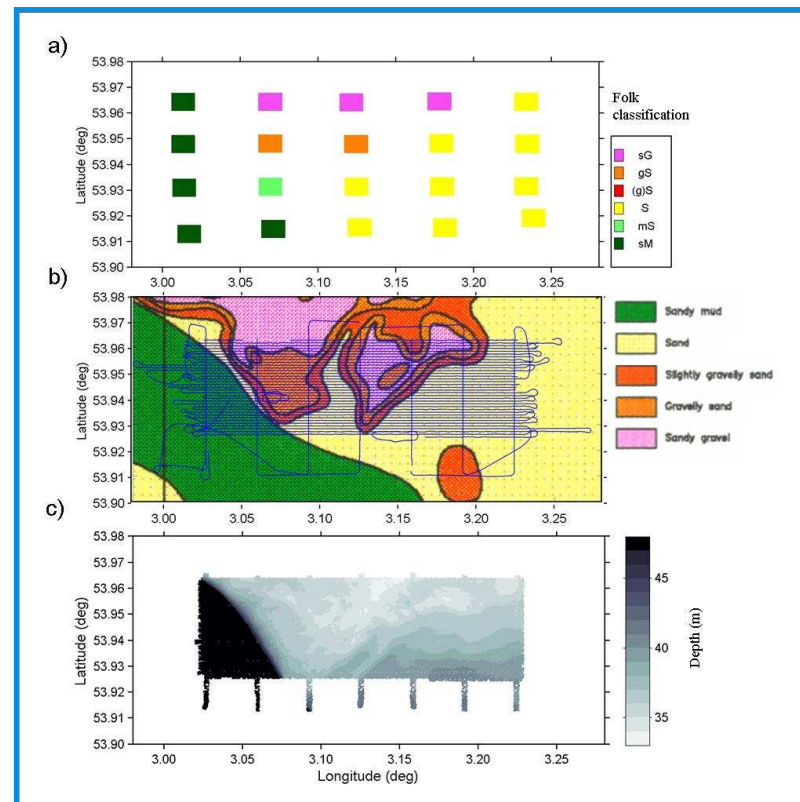 a)
53.98
53.97
53.96
53.95
53.94
53.93
53.92
53.91
53.90
Latitude (deg)
3.00 3.05 3.10 3.15 3.20 3.25
Folk
classification
sG
gS
(g)S
S
mS
sM
b)
53.98
53.97
53.96
53.95
53.94
53.93
53.92
53.91
53.90
Latitude (deg)
3.00 3.05 3.10 3.15 3.20 3.25
Sandy mud
Sand
Slightly gravelly sand
Gravelly sand
Sandy gravel
c)
53.98
53.97
53.96
53.95
53.94
53.93
53.92
53.91
53.90
Latitude (deg)
3.00 3.05 3.10 3.15 3.20 3.25
Longitude (deg)
45
40
35
Depth (m)